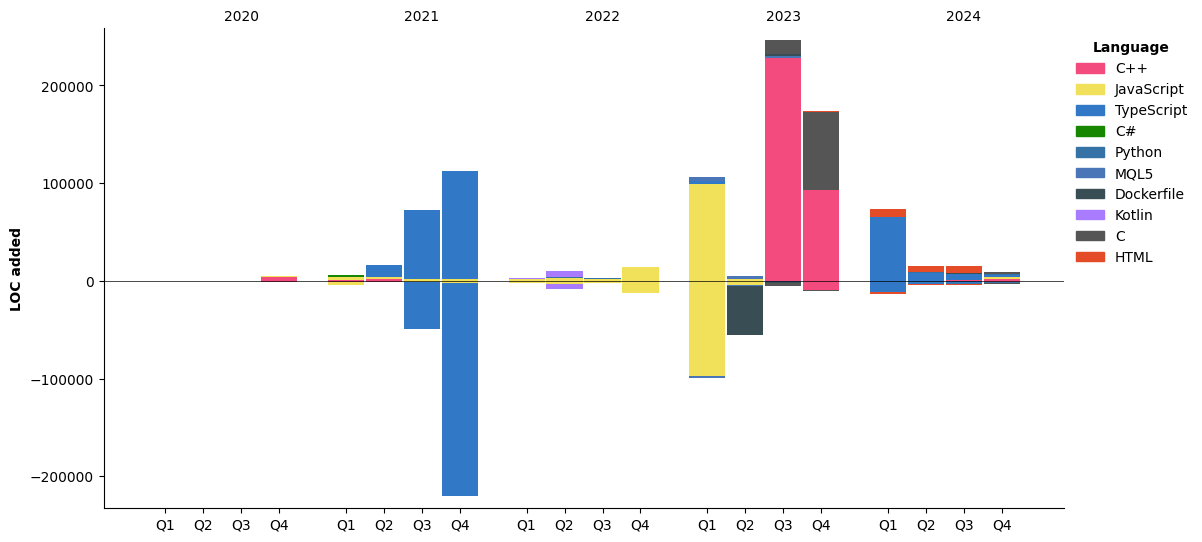 2020 2021 2022 2023 2024
Language
C++
JavaScript
TypeScript
C#
Python
MQL5
Dockerfile
Kotlin
C
HTML
LOC added
200000
100000
0
−100000
−200000
Q1 Q2 Q3 Q4 Q1 Q2 Q3 Q4 Q1 Q2 Q3 Q4 Q1 Q2 Q3 Q4 Q1 Q2 Q3 Q4